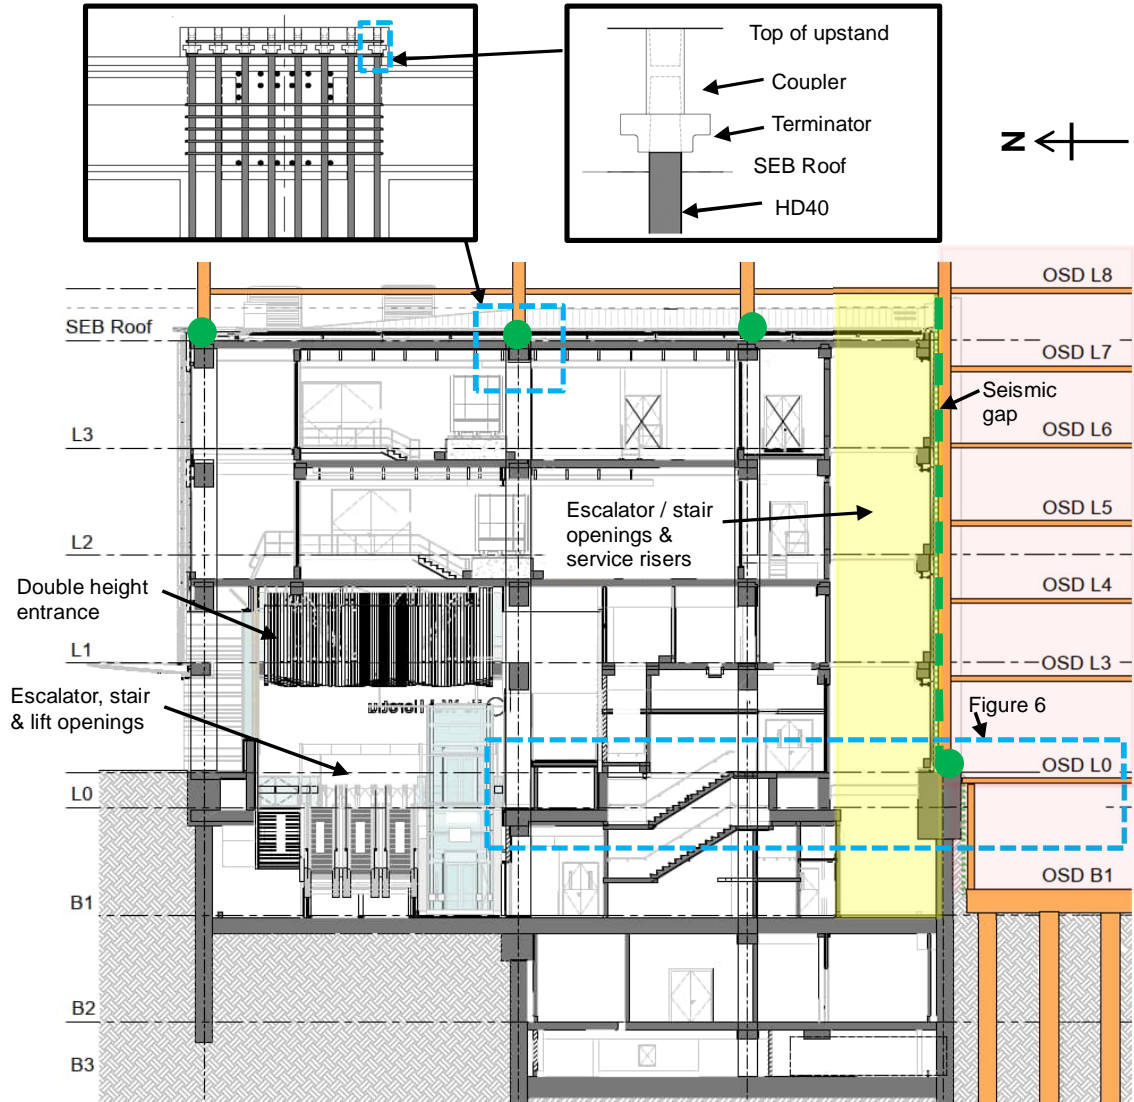 Top of upstand
Coupler
Terminator
SEB Roof
HD40
N
OSD L8
SEB Roof
OSD L7
Seismic
gap
L3
OSD L6
Escalator / stair
openings &
service risers
OSD L5
L2
Double height
entrance
OSD L4
L1
OSD L3
Escalator, stair
& lift openings
Figure 6
OSD L0
L0
OSD B1
B1
B2
B3